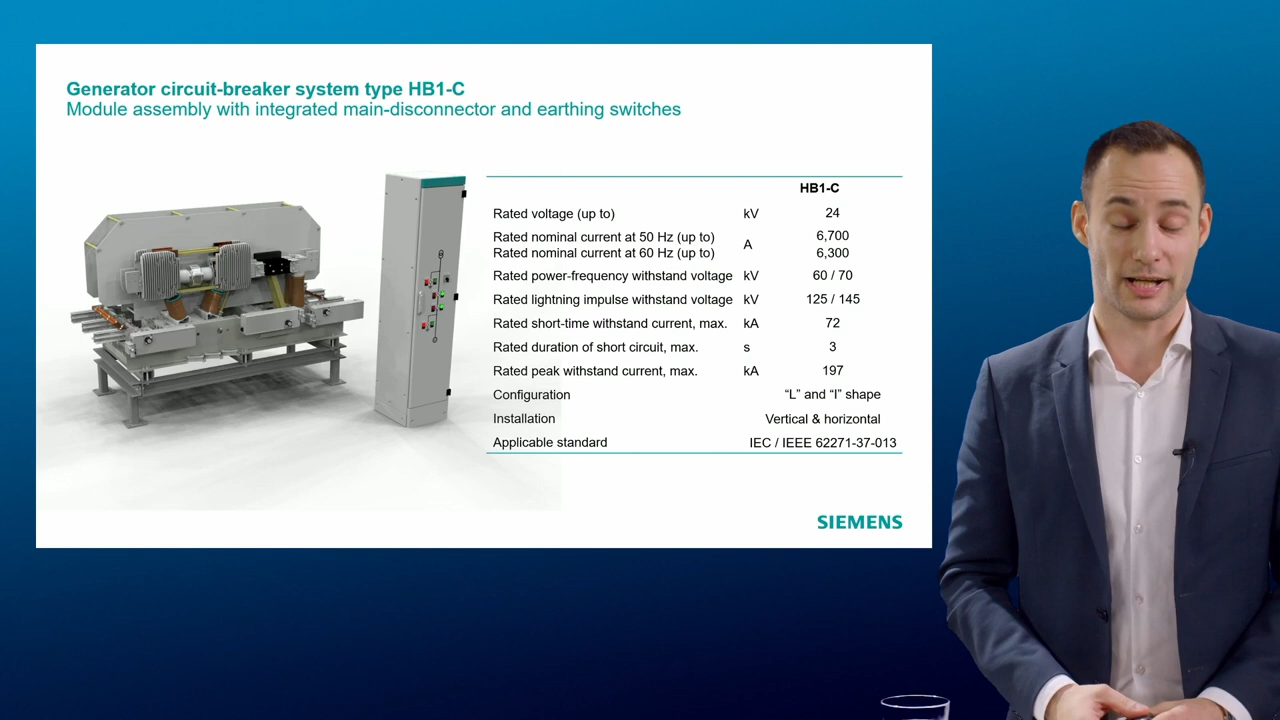 Generator circuit-breaker system type HB1-C
Module assembly with integrated main-disconnector and earthing switches
HB1-C
Rated voltage (up to) kV 24
Rated nominal current at 50 Hz (up to) A 6,700
Rated nominal current at 60 Hz (up to) 6,300
Rated power-frequency withstand voltage kV 60 / 70
Rated lightning impulse withstand voltage kV 125 / 145
Rated short-time withstand current, max. kA 72
Rated duration of short circuit, max. s 3
Rated peak withstand current, max. kA 197
Configuration “L” and “I” shape
Installation Vertical & horizontal
Applicable standard IEC / IEEE 62271-37-013
SIEMENS